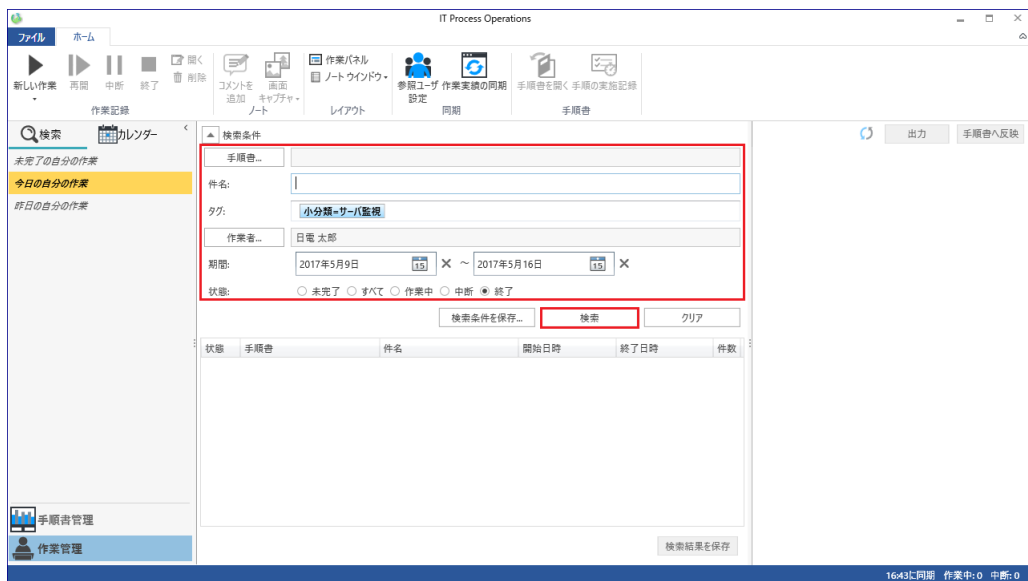 IT Process Operations
ファイル ホーム
新しい作業 再開 中断 終了 開く 削除
作業記録
コメントを追加 画面キャプチャ
ノート
作業パネル
ノート ウインドウ
レイアウト
参照ユーザ設定 作業実績の同期
同期
手順書を開く 手順の実施記録
手順書
検索 カレンダー
未完了の自分の作業
今日の自分の作業
昨日の自分の作業
手順書管理
作業管理
検索条件
手順書...
件名:
タグ: 小分類=サーバ監視
作業者... 日電 太郎
期間: 2017年5月9日 15 ～ 2017年5月16日 15
状態: 未完了 すべて 作業中 中断 終了
検索条件を保存... 検索 クリア
状態 手順書 件名 開始日時 終了日時 件数
検索結果を保存
出力 手順書へ反映
16:43に同期 作業中: 0 中断: 0